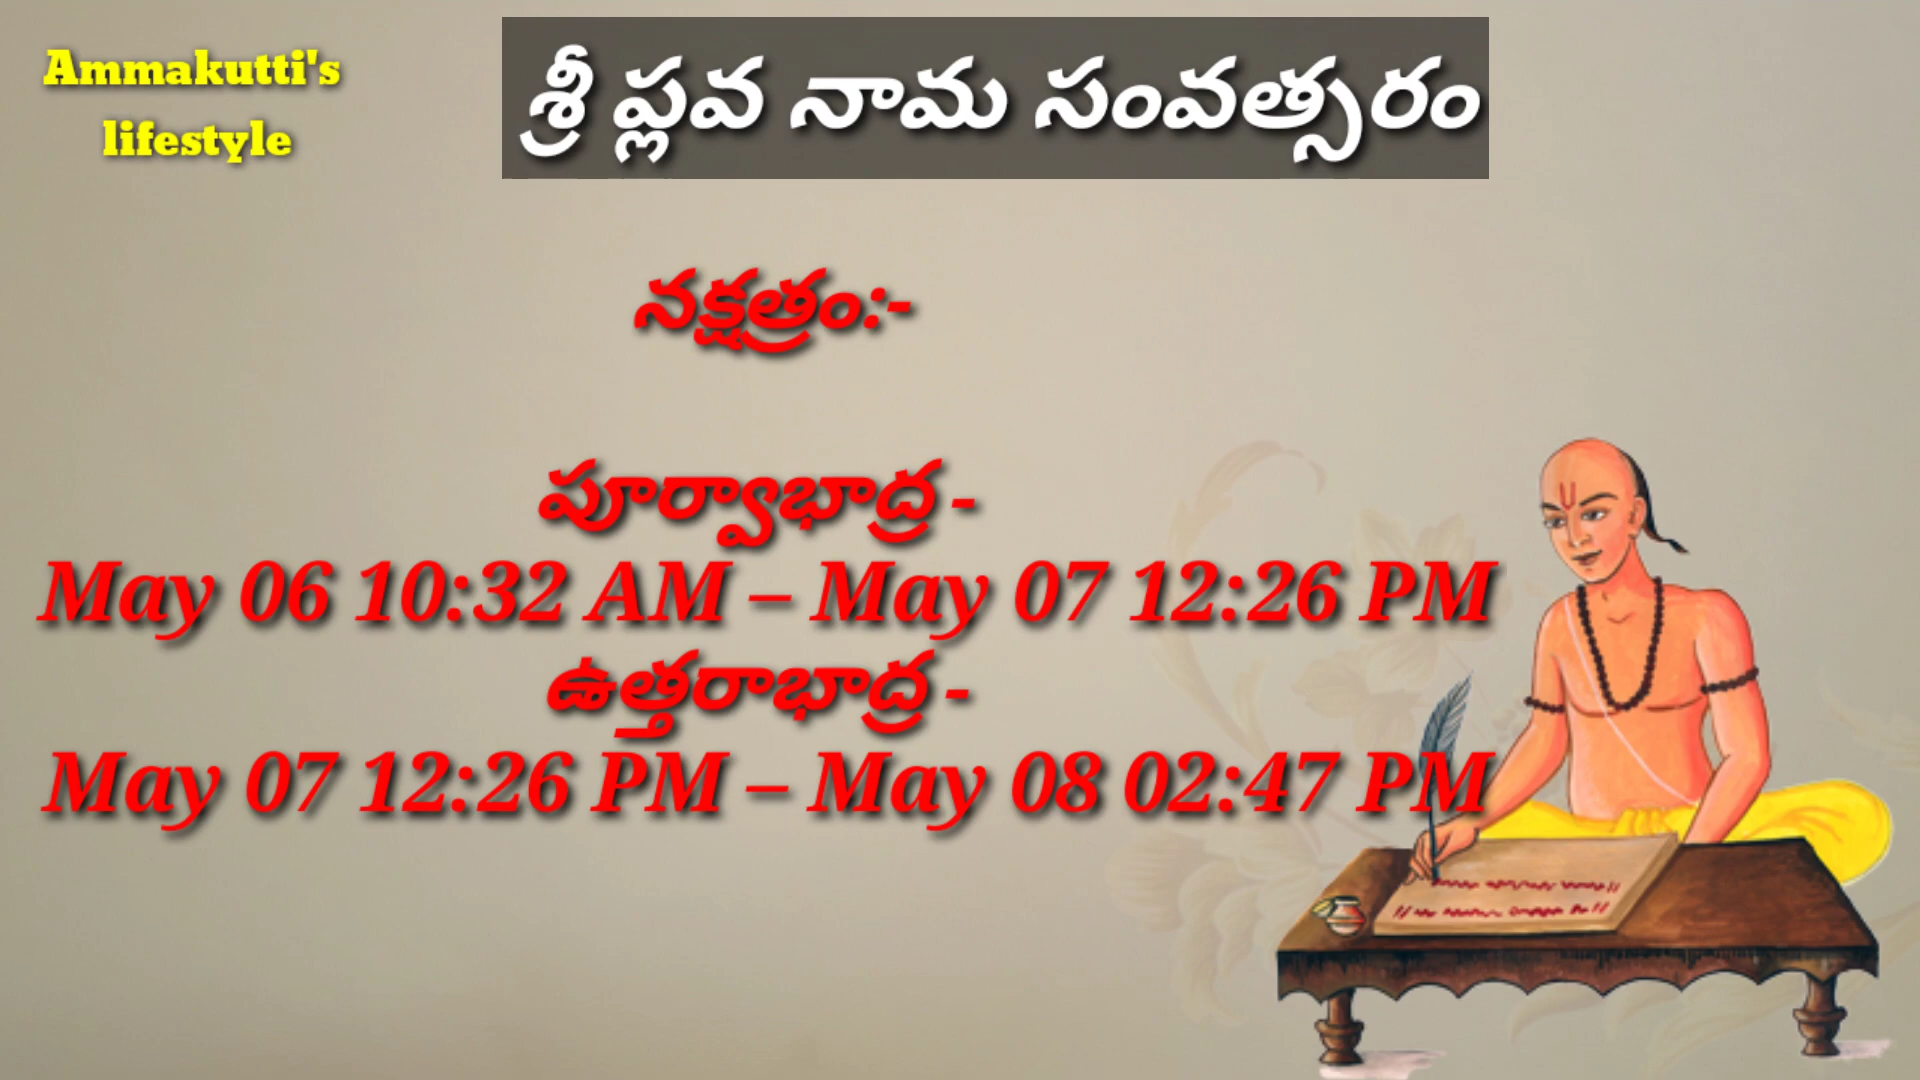 Ammakutti's
lifestyle
శ్రీ ప్లవ నామ సంవత్సరం
నక్షత్రం:-
పూర్వాభాద్ర -
May 06 10:32 AM – May 07 12:26 PM
ఉత్తరాభాద్ర -
May 07 12:26 PM – May 08 02:47 PM